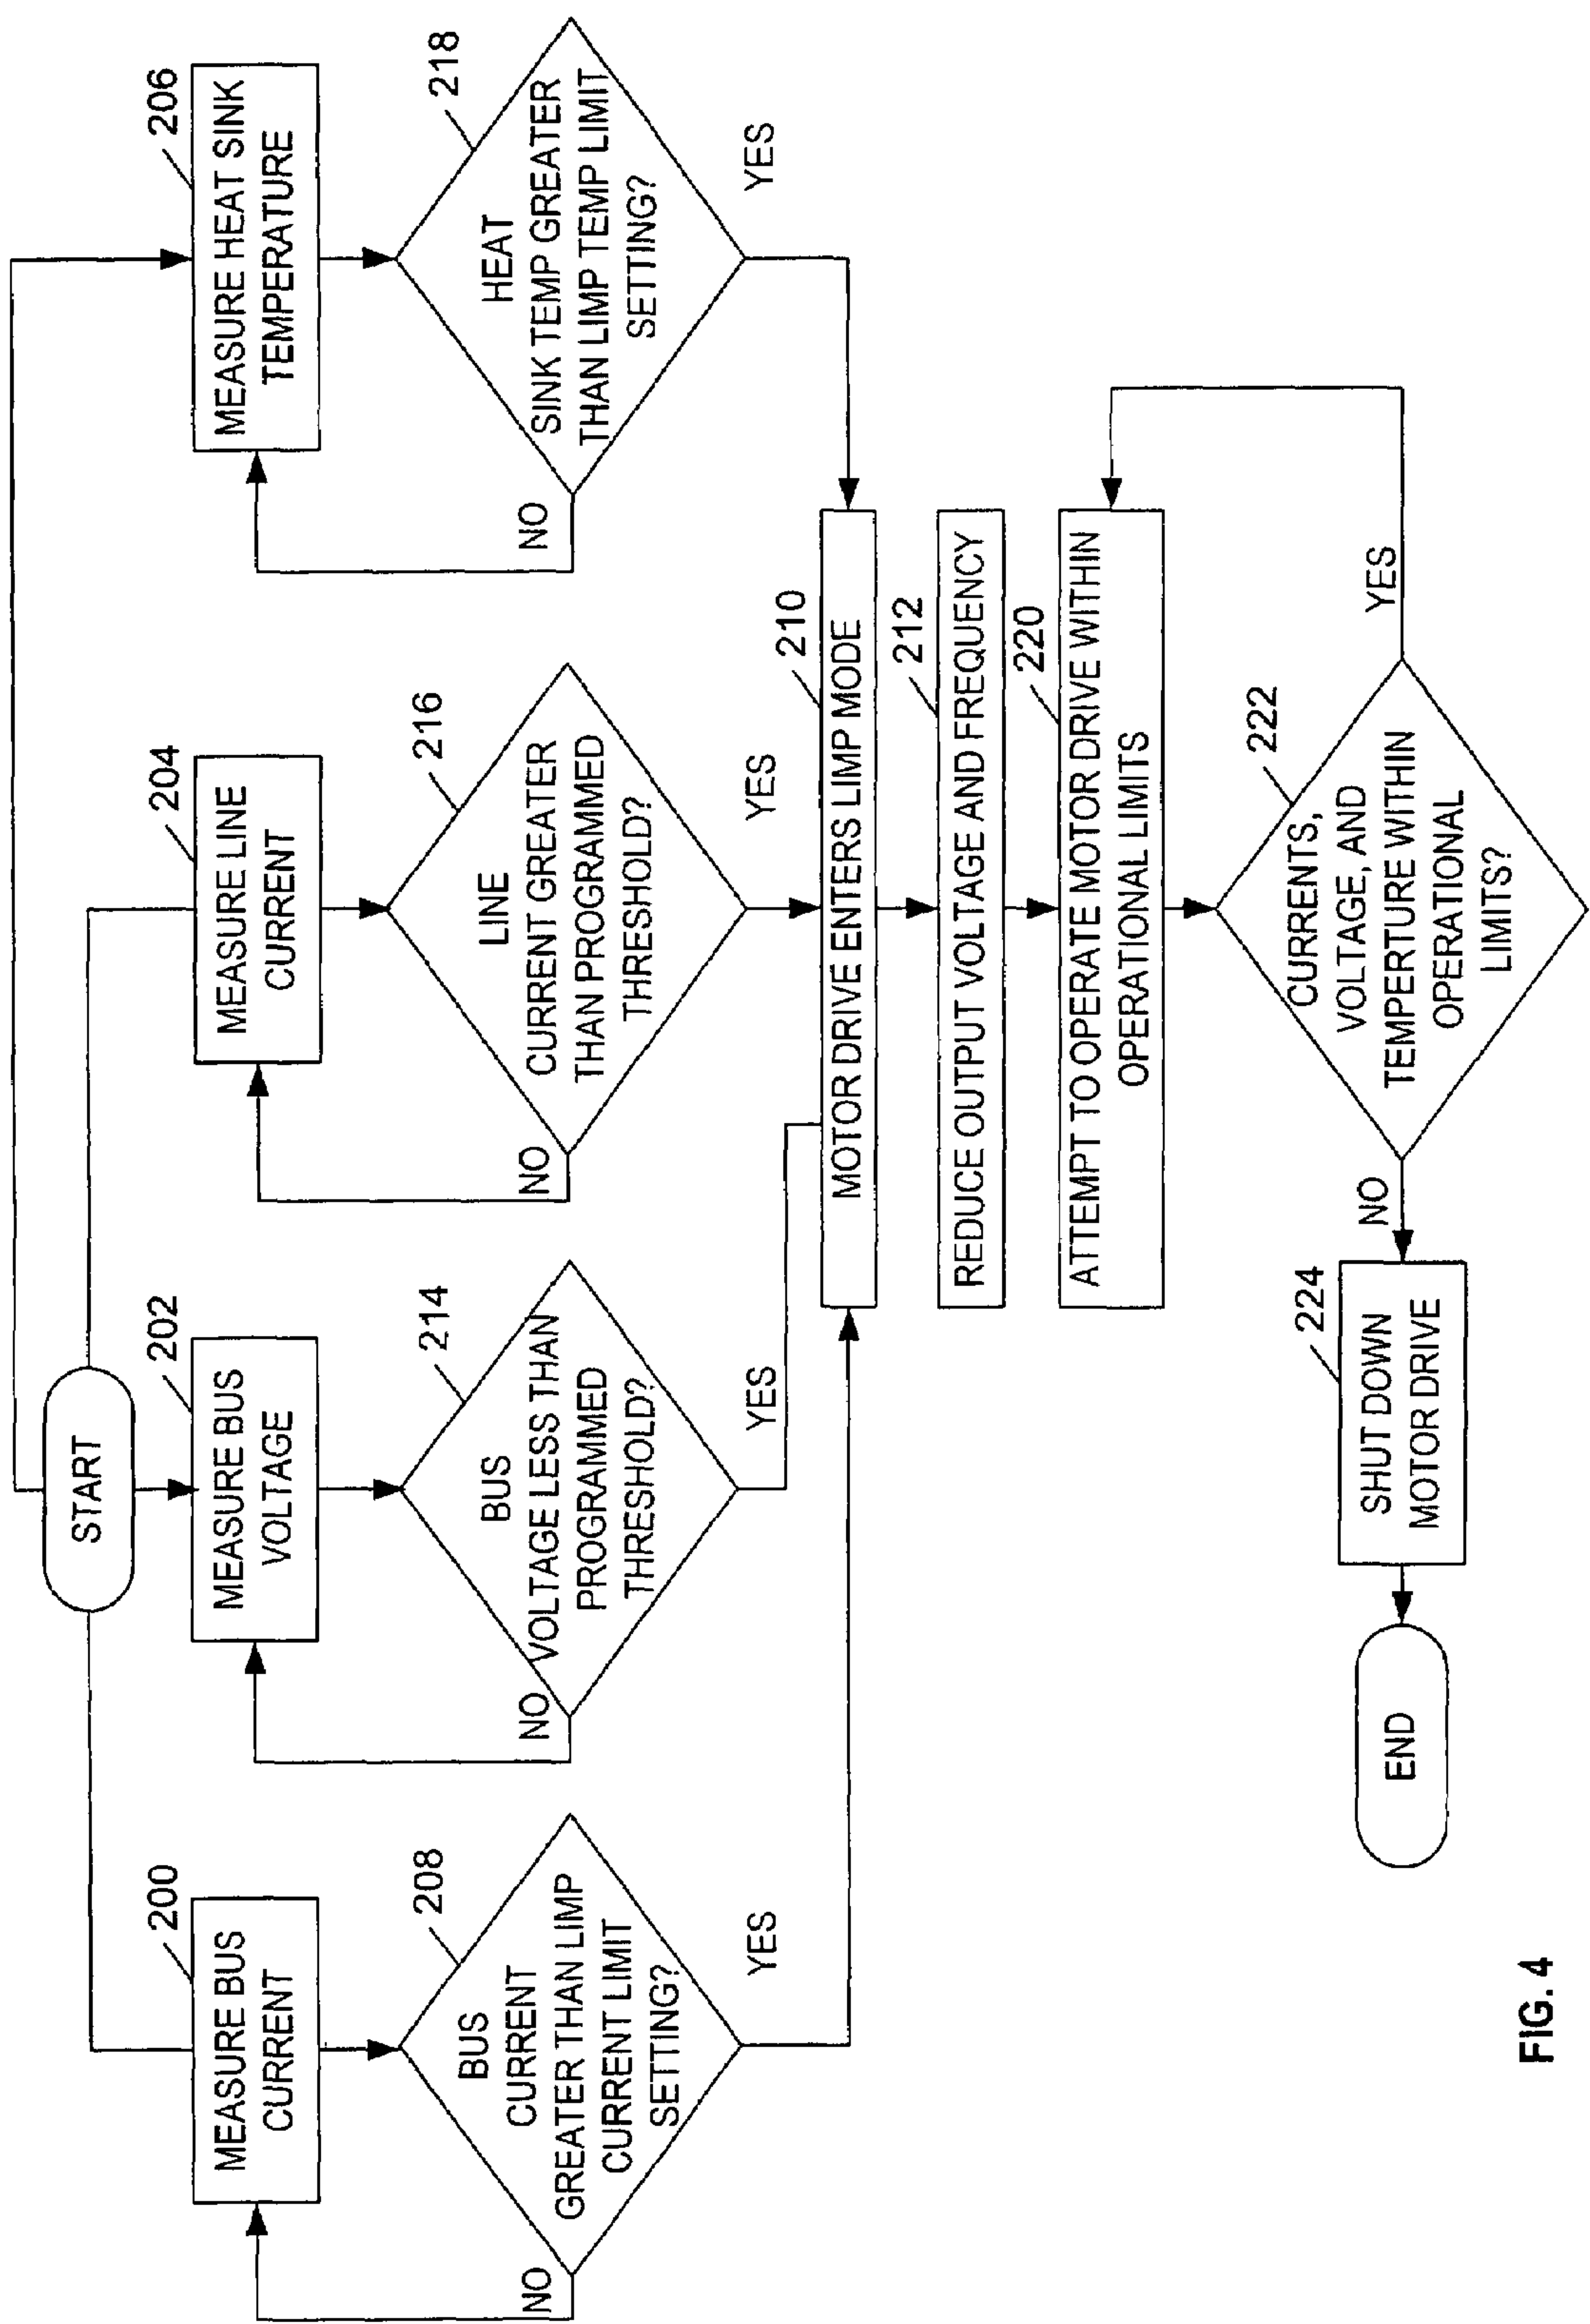 START
200
MEASURE BUS
CURRENT
202
MEASURE BUS
VOLTAGE
204
MEASURE LINE
CURRENT
206
MEASURE HEAT SINK
TEMPERATURE
208
BUS
CURRENT
GREATER THAN LIMP
CURRENT LIMIT
SETTING?
NO
YES
214
BUS
VOLTAGE LESS THAN
PROGRAMMED
THRESHOLD?
NO
YES
216
LINE
CURRENT GREATER
THAN PROGRAMMED
THRESHOLD?
NO
YES
218
HEAT
SINK TEMP GREATER
THAN LIMP TEMP LIMIT
SETTING?
NO
YES
210
MOTOR DRIVE ENTERS LIMP MODE
212
REDUCE OUTPUT VOLTAGE AND FREQUENCY
220
ATTEMPT TO OPERATE MOTOR DRIVE WITHIN
OPERATIONAL LIMITS
222
CURRENTS,
VOLTAGE, AND
TEMPERTURE WITHIN
OPERATIONAL
LIMITS?
YES
NO
224
SHUT DOWN
MOTOR DRIVE
END
FIG. 4